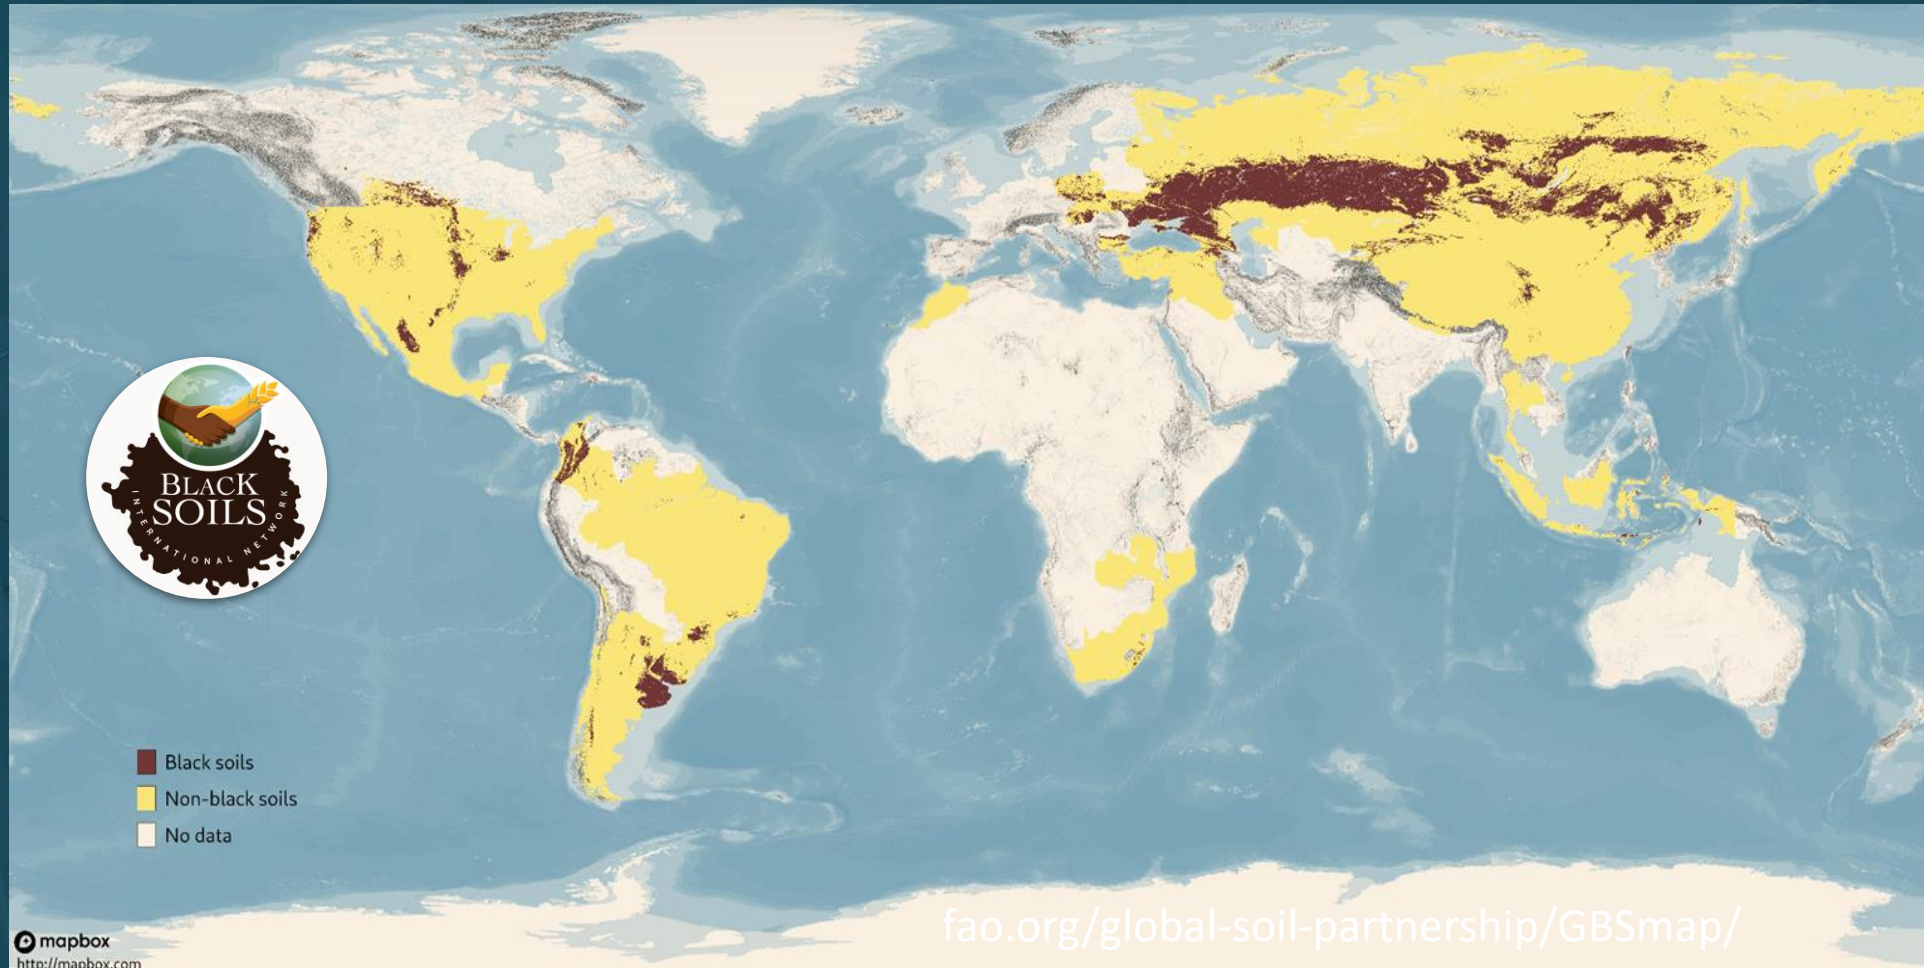 BLACK
SOILS
INTERNATIONAL NETWORK
Black soils
Non-black soils
No data
mapbox
http://mapbox.com
fao.org/global-soil-partnership/GBSmap/